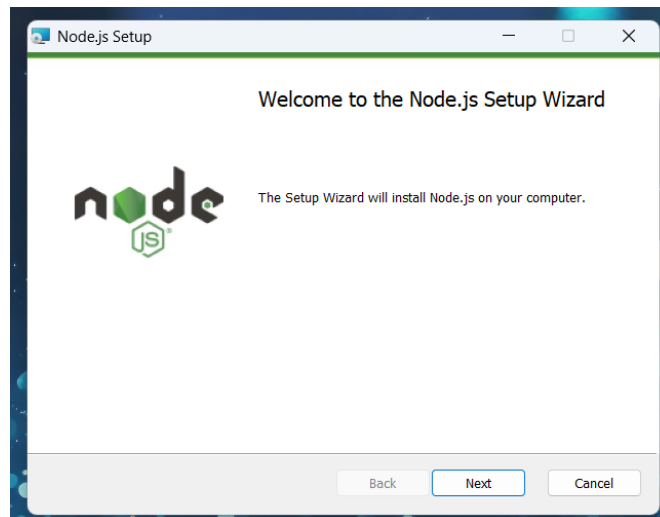 Node.js Setup
Welcome to the Node.js Setup Wizard
The Setup Wizard will install Node.js on your computer.
node
JS®
Back
Next
Cancel